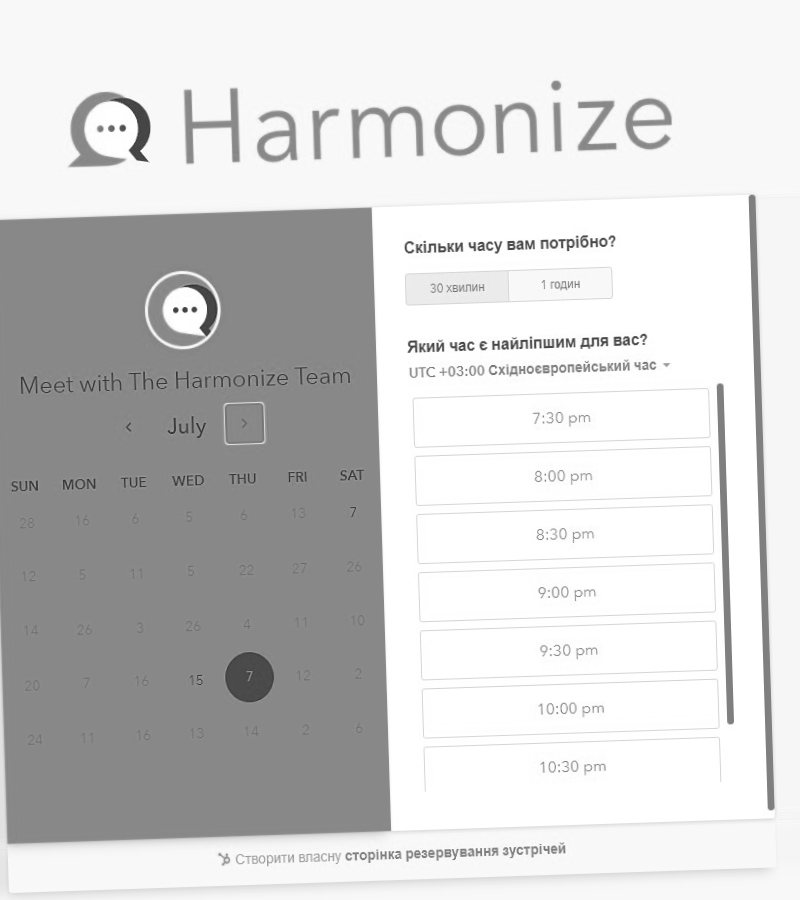 Harmonize
Meet with The Harmonize Team
July
SUN MON TUE WED THU FRI SAT
28 16 6 5 6 13 7
12 5 11 5 22 27 26
14 26 3 26 4 11 10
20 7 16 15 7 12 2
24 11 16 13 14 2 6
Скільки часу вам потрібно?
30 хвилин 1 годин
Який час є найліпшим для вас?
UTC +03:00 Східноєвропейський час
7:30 pm
8:00 pm
8:30 pm
9:00 pm
9:30 pm
10:00 pm
10:30 pm
Створити власну сторінка резервування зустрічей